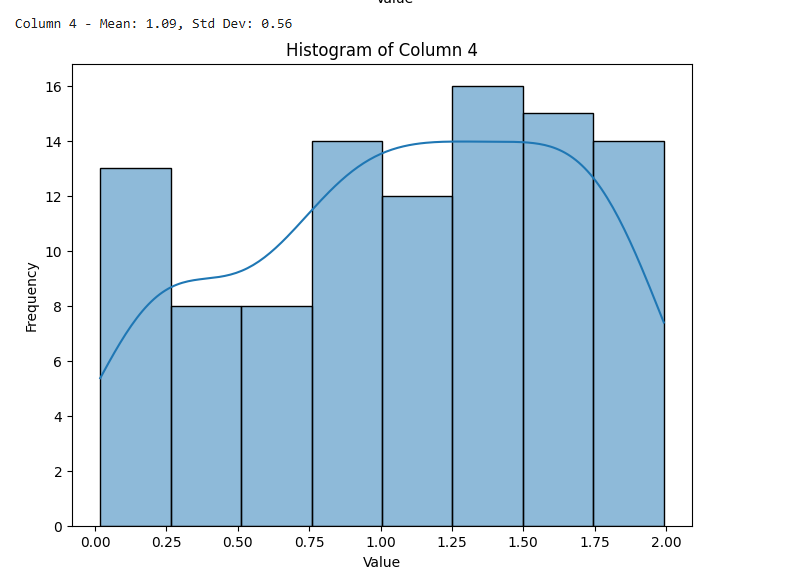 Value
Column 4 - Mean: 1.09, Std Dev: 0.56
Histogram of Column 4
Frequency
16
14
12
10
8
6
4
2
0
0.00 0.25 0.50 0.75 1.00 1.25 1.50 1.75 2.00
Value